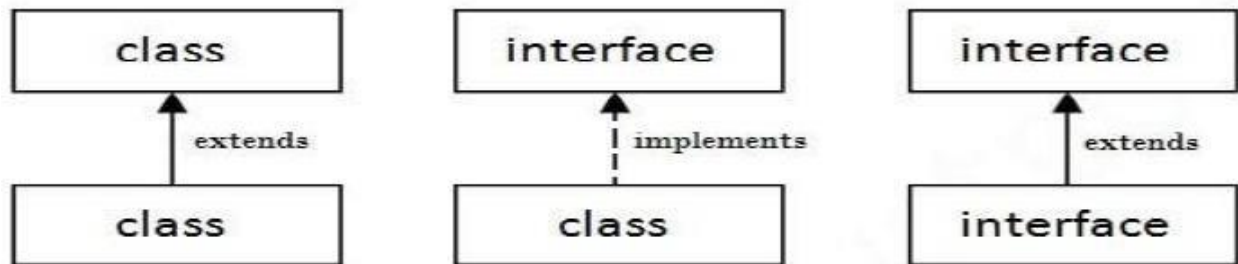 class interface interface
extends implements extends
class class interface